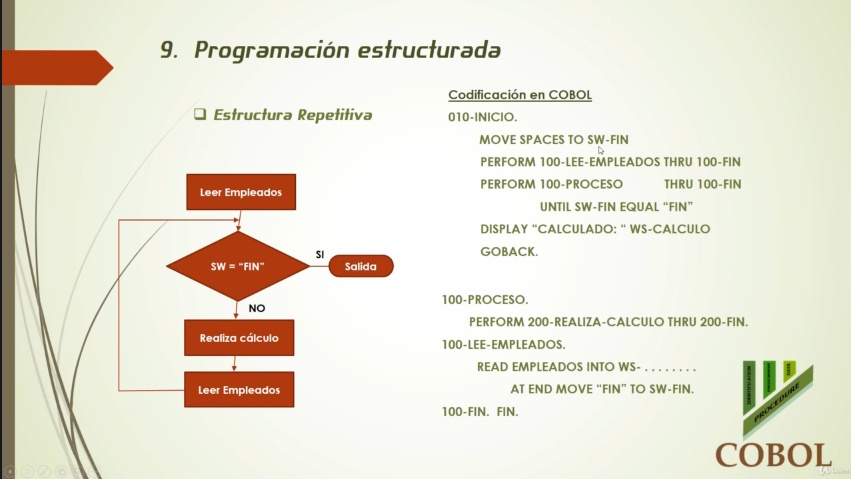 9. Programación estructurada
❑ Estructura Repetitiva
Leer Empleados
SW = “FIN”
SI
Salida
NO
Realiza cálculo
Leer Empleados
Codificación en COBOL
010-INICIO.
MOVE SPACES TO SW-FIN
PERFORM 100-LEE-EMPLEADOS THRU 100-FIN
PERFORM 100-PROCESO THRU 100-FIN
UNTIL SW-FIN EQUAL “FIN”
DISPLAY “CALCULADO: “ WS-CALCULO
GOBACK.
100-PROCESO.
PERFORM 200-REALIZA-CALCULO THRU 200-FIN.
100-LEE-EMPLEADOS.
READ EMPLEADOS INTO WS- . . . . . . . .
AT END MOVE “FIN” TO SW-FIN.
100-FIN. FIN.
IDENTIFICATION
DATA
PROCEDURE
COBOL